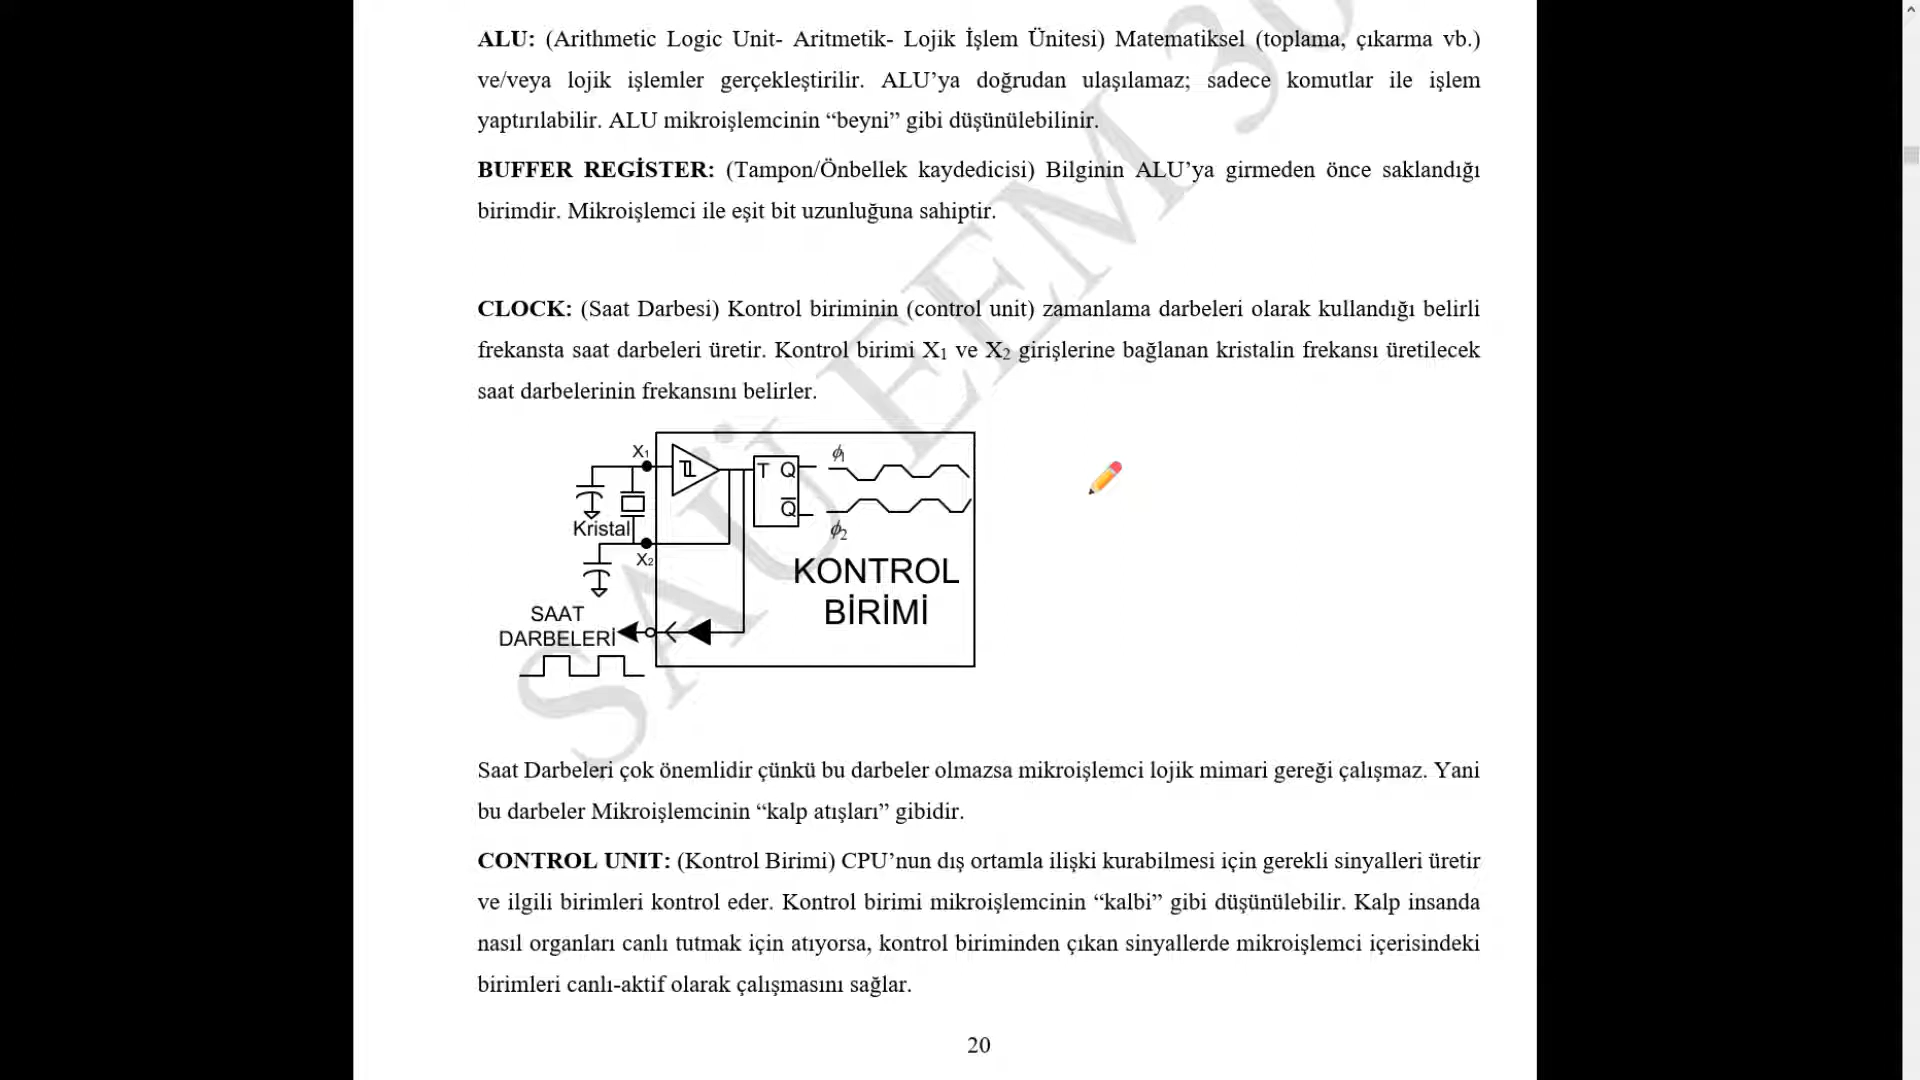 ALU: (Arithmetic Logic Unit- Aritmetik- Lojik İşlem Ünitesi) Matematiksel (toplama, çıkarma vb.)
ve/veya lojik işlemler gerçekleştirilir. ALU’ya doğrudan ulaşılamaz; sadece komutlar ile işlem
yaptırılabilir. ALU mikroişlemcinin “beyni” gibi düşünülebilinir.
BUFFER REGİSTER: (Tampon/Önbellek kaydedicisi) Bilginin ALU’ya girmeden önce saklandığı
birimdir. Mikroişlemci ile eşit bit uzunluğuna sahiptir.
CLOCK: (Saat Darbesi) Kontrol biriminin (control unit) zamanlama darbeleri olarak kullandığı belirli
frekansta saat darbeleri üretir. Kontrol birimi X1 ve X2 girişlerine bağlanan kristalin frekansı üretilecek
saat darbelerinin frekansını belirler.
X1
T Q
ϕ1
Q̅
Kristal
ϕ2
X2
KONTROL
BİRİMİ
SAAT
DARBELERİ
SAÜ EEM 30
Saat Darbeleri çok önemlidir çünkü bu darbeler olmazsa mikroişlemci lojik mimari gereği çalışmaz. Yani
bu darbeler Mikroişlemcinin “kalp atışları” gibidir.
CONTROL UNIT: (Kontrol Birimi) CPU’nun dış ortamla ilişki kurabilmesi için gerekli sinyalleri üretir
ve ilgili birimleri kontrol eder. Kontrol birimi mikroişlemcinin “kalbi” gibi düşünülebilir. Kalp insanda
nasıl organları canlı tutmak için atıyorsa, kontrol biriminden çıkan sinyallerde mikroişlemci içerisindeki
birimleri canlı-aktif olarak çalışmasını sağlar.
20